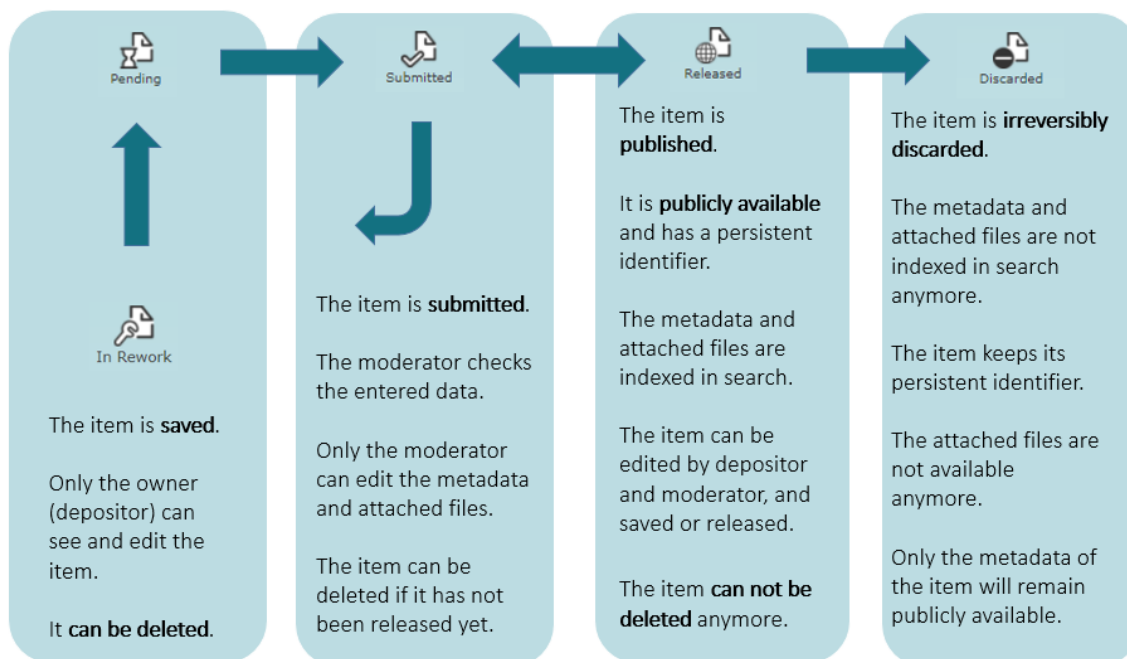 Pending
In Rework
The item is saved.
Only the owner
(depositor) can
see and edit the
item.
It can be deleted.
Submitted
The item is submitted.
The moderator checks
the entered data.
Only the moderator
can edit the metadata
and attached files.
The item can be
deleted if it has not
been released yet.
Released
The item is
published.
It is publicly available
and has a persistent
identifier.
The metadata and
attached files are
indexed in search.
The item can be
edited by depositor
and moderator, and
saved or released.
The item can not be
deleted anymore.
Discarded
The item is irreversibly
discarded.
The metadata and
attached files are not
indexed in search
anymore.
The item keeps its
persistent identifier.
The attached files are
not available
anymore.
Only the metadata of
the item will remain
publicly available.